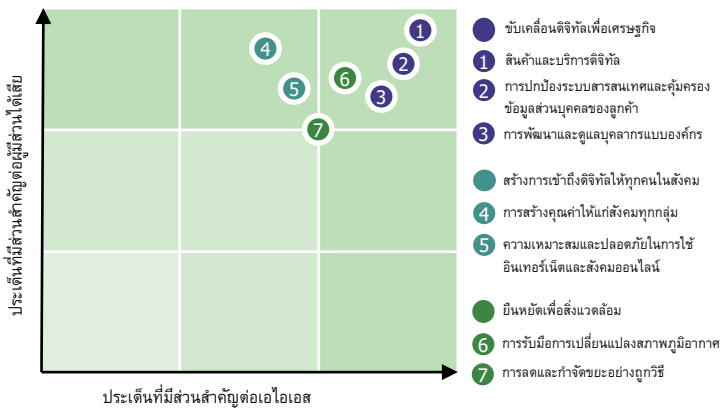 ประเด็นที่มีส่วนสำคัญต่อผู้มีส่วนได้เสีย
1
4
2
6
5
3
7
ประเด็นที่มีส่วนสำคัญต่อเอไอเอส
ขับเคลื่อนดิจิทัลเพื่อเศรษฐกิจ
1 สินค้าและบริการดิจิทัล
2 การปกป้องระบบสารสนเทศและคุ้มครอง
ข้อมูลส่วนบุคคลของลูกค้า
3 การพัฒนาและดูแลบุคลากรแบบองค์กร
สร้างการเข้าถึงดิจิทัลให้ทุกคนในสังคม
4 การสร้างคุณค่าให้แก่สังคมทุกกลุ่ม
5 ความเหมาะสมและปลอดภัยในการใช้
อินเทอร์เน็ตและสังคมออนไลน์
ยืนหยัดเพื่อสิ่งแวดล้อม
6 การรับมือการเปลี่ยนแปลงสภาพภูมิอากาศ
7 การลดและกำจัดขยะอย่างถูกวิธี